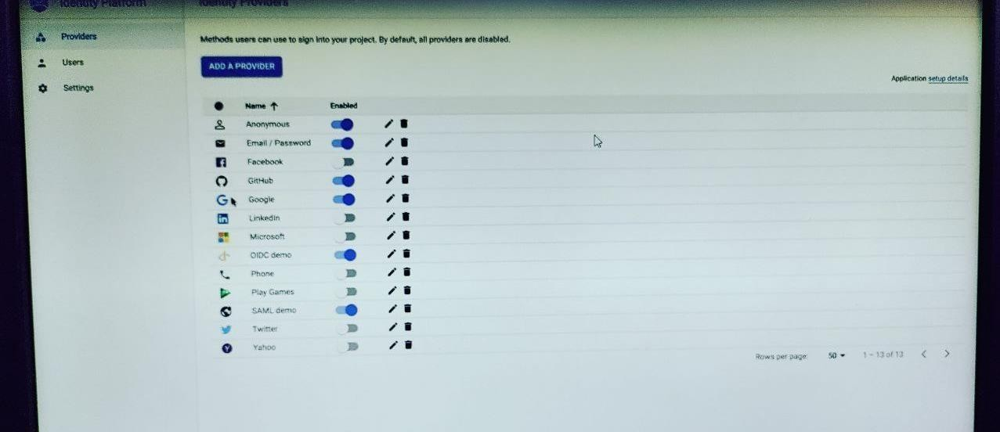 Identity Platform
Identity Providers
Providers
Users
Settings
Methods users can use to sign into your project. By default, all providers are disabled.
ADD A PROVIDER
Application setup details
Name Enabled
Anonymous
Email / Password
Facebook
GitHub
Google
LinkedIn
Microsoft
OIDC demo
Phone
Play Games
SAML demo
Twitter
Yahoo
Rows per page: 50 1 – 13 of 13